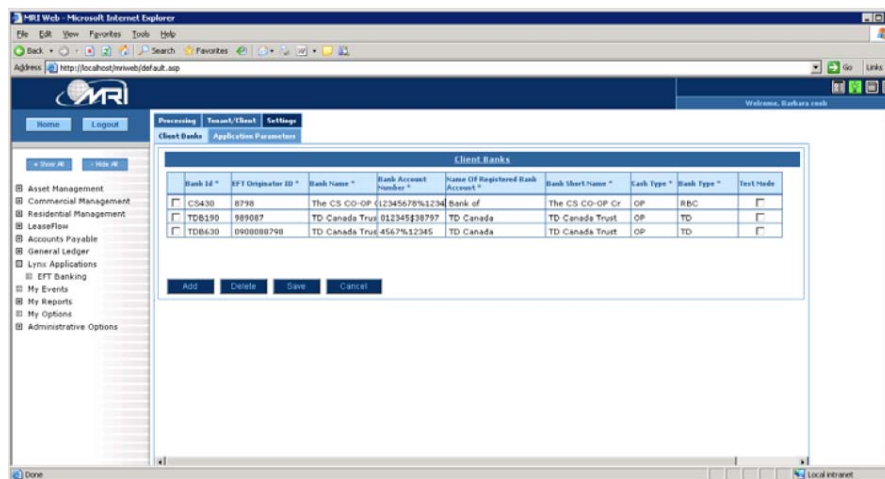 MRI Web - Microsoft Internet Explorer
File Edit View Favorites Tools Help
Back Search Favorites
Address http://localhost/mriweb/default.asp Go Links
MRI
Welcome, Barbara
Home Logout
Processing Tenant/Client Settings
Client Banks Application Parameters
+ Show All - Hide All
Client Banks
Bank Id * EFT Originator ID * Bank Name * Bank Account Number * Name Of Registered Bank Account * Bank Short Name * Cash Type * Bank Type * Test Mode
CS430 8798 The CS CO-OP ( 12345678%1234 Bank of The CS CO-OP Cr OP RBC
TDB190 989087 TD Canada Trus 012345$38797 TD Canada TD Canada Trust OP TD
TDB630 0900088798 TD Canada Trus 4567%12345 TD Canada TD Canada Trust OP TD
Add Delete Save Cancel
Asset Management
Commercial Management
Residential Management
LeaseFlow
Accounts Payable
General Ledger
Lynx Applications
EFT Banking
My Events
My Reports
My Options
Administrative Options
Done Local intranet